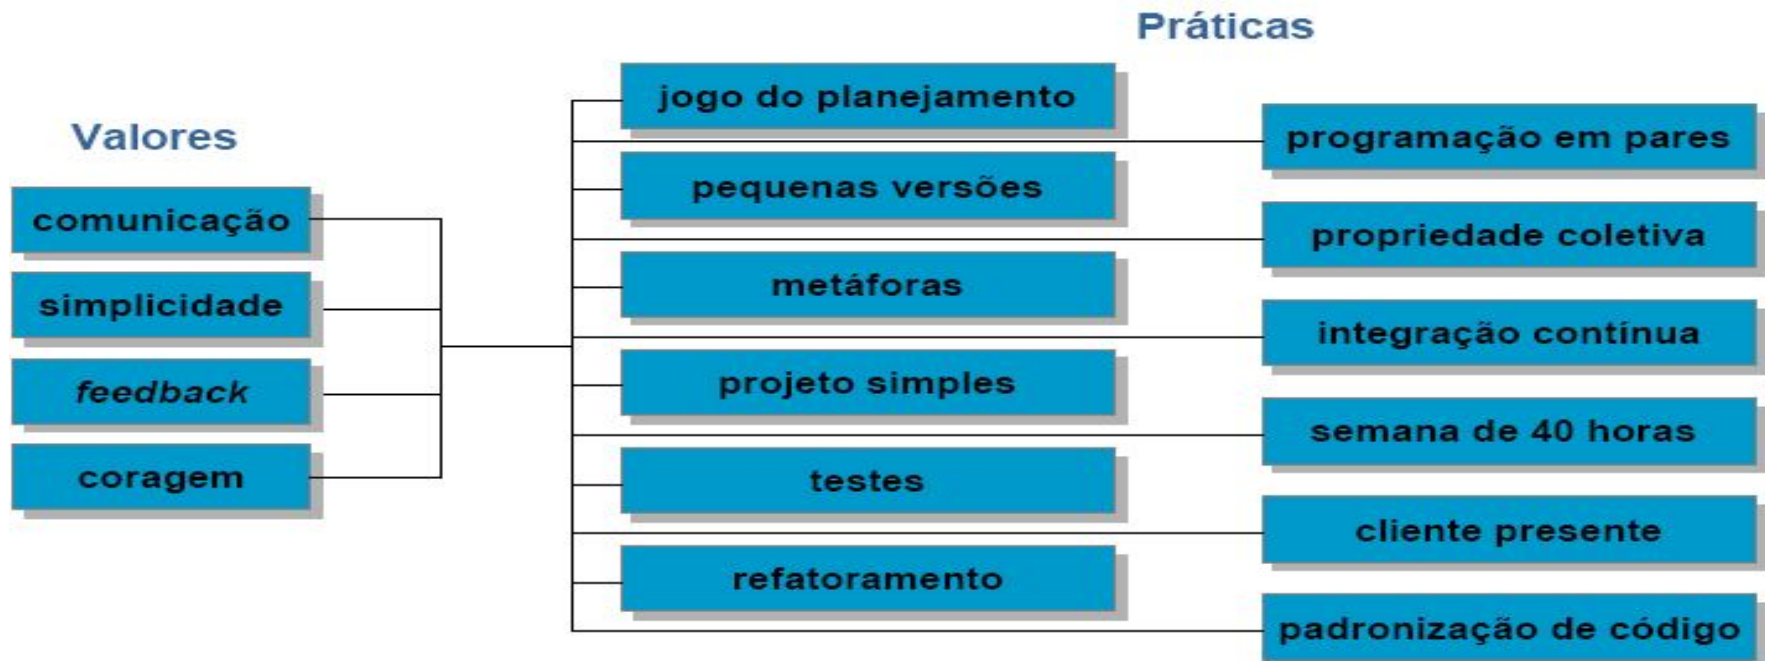 Práticas
Valores
comunicação
simplicidade
feedback
coragem
jogo do planejamento
pequenas versões
metáforas
projeto simples
testes
refatoramento
programação em pares
propriedade coletiva
integração contínua
semana de 40 horas
cliente presente
padronização de código